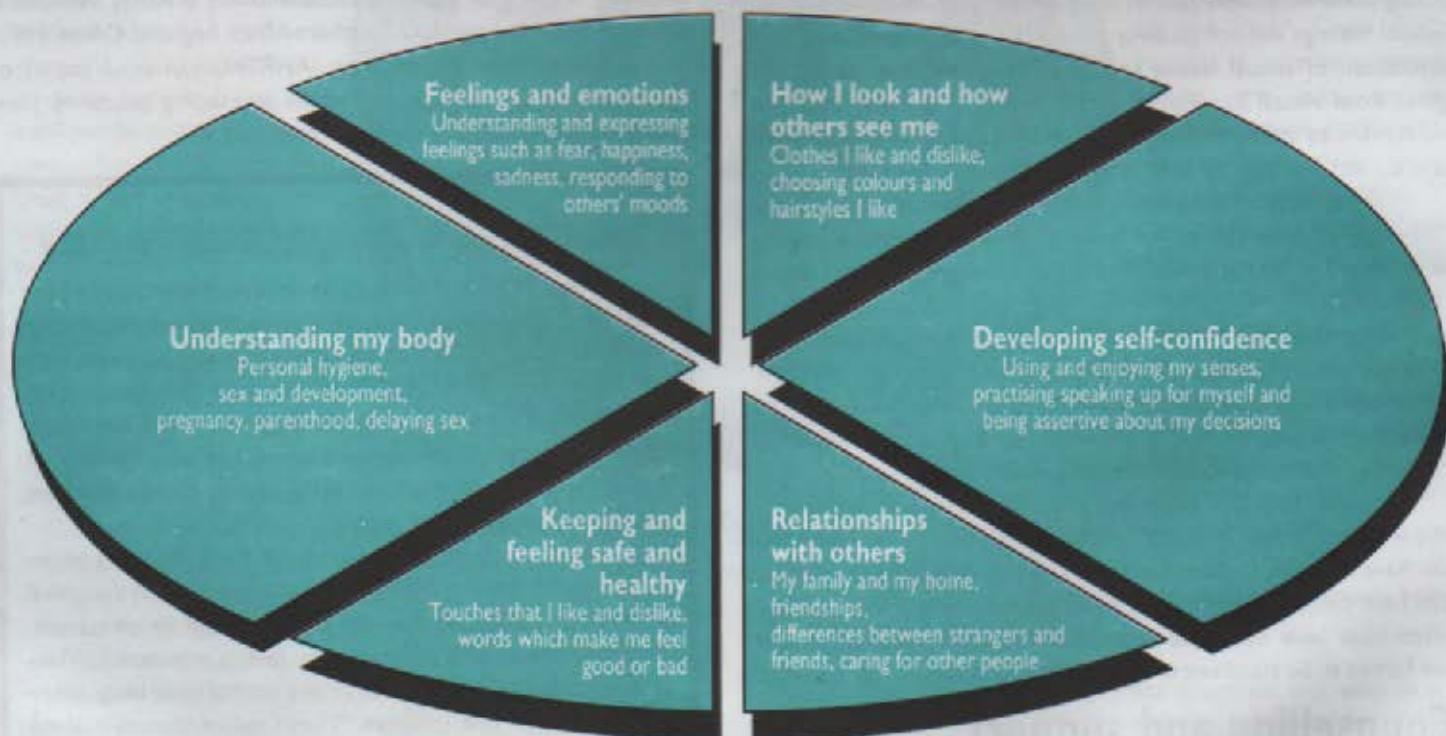 Feelings and emotions
Understanding and expressing
feelings such as fear, happiness,
sadness, responding to
others' moods
How I look and how
others see me
Clothes I like and dislike,
choosing colours and
hairstyles I like
Understanding my body
Personal hygiene,
sex and development,
pregnancy, parenthood, delaying sex
Developing self-confidence
Using and enjoying my senses,
practising speaking up for myself and
being assertive about my decisions
Keeping and
feeling safe and
healthy
Touches that I like and dislike,
words which make me feel
good or bad
Relationships
with others
My family and my home,
friendships,
differences between strangers and
friends, caring for other people